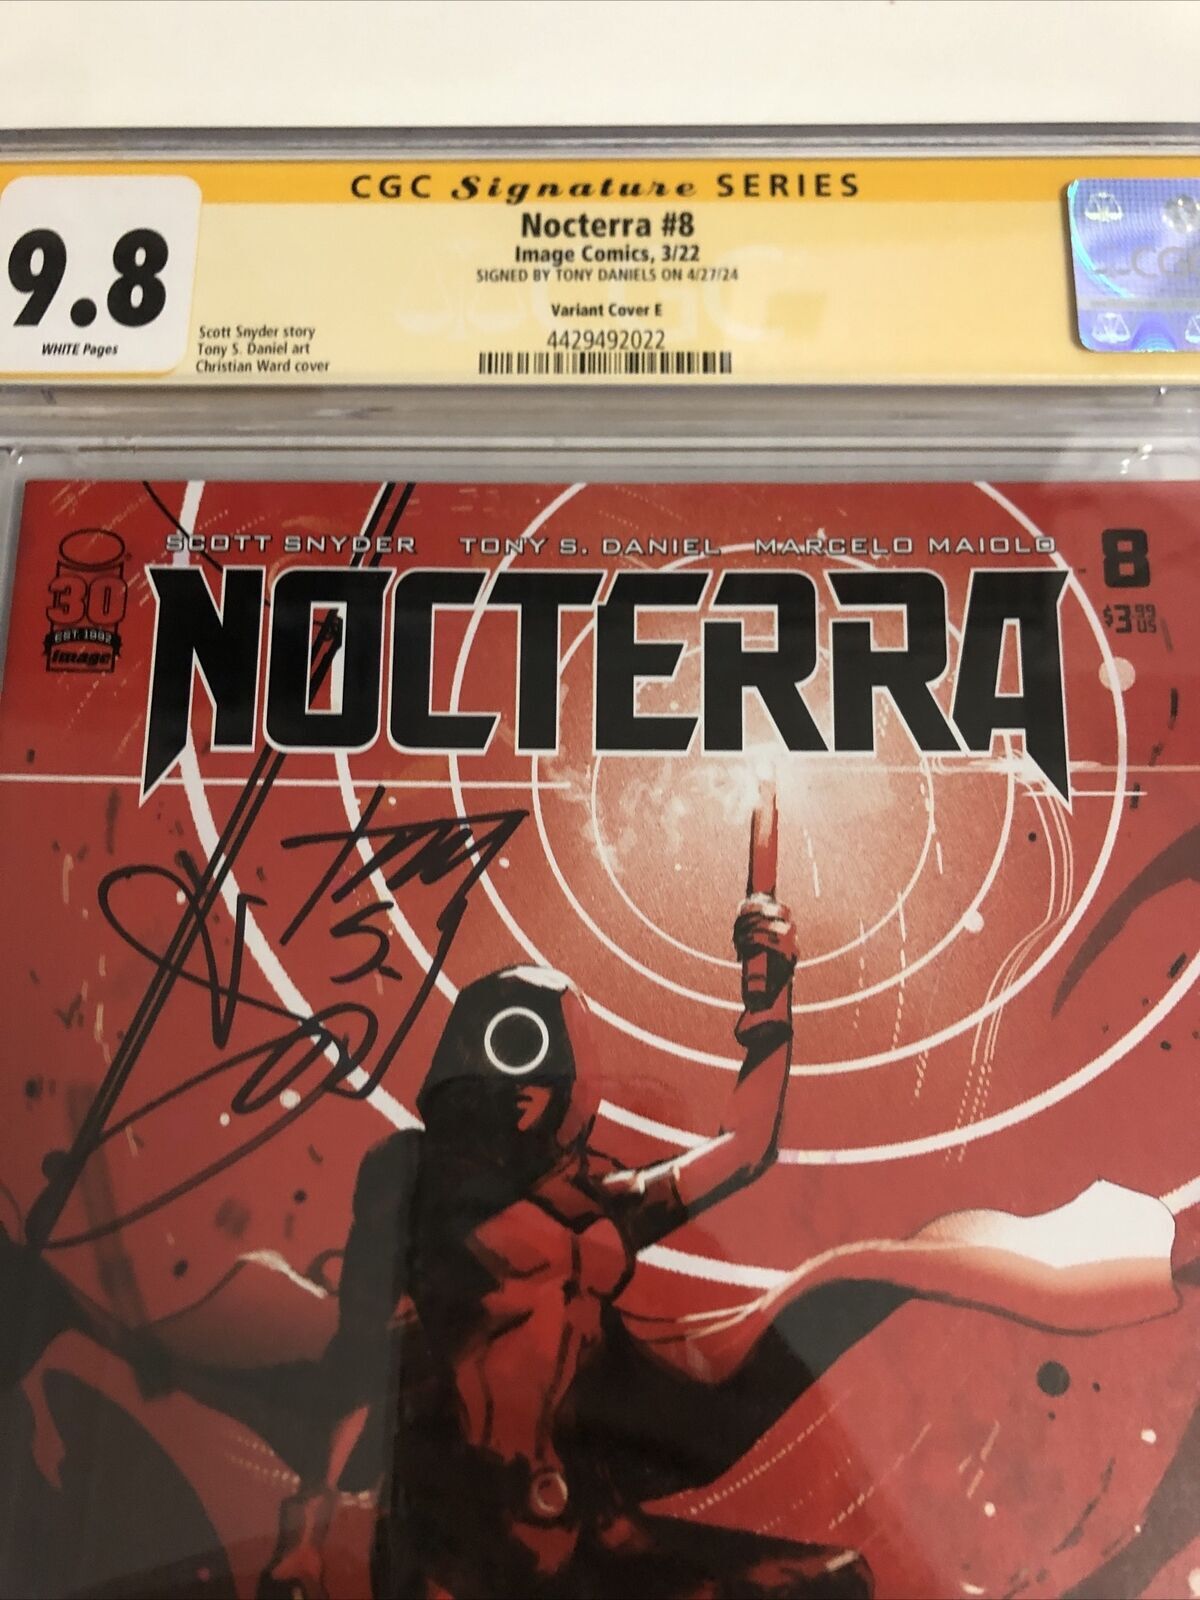 CGC Signature SERIES
9.8
WHITE Pages
Nocterra #8
Image Comics, 3/22
SIGNED BY TONY DANIELS ON 4/27/24
Variant Cover E
4429492022
Scott Snyder story
Tony S. Daniel art
Christian Ward cover
CGC
SCOTT SNYDER TONY S. DANIEL MARCELO MAIOLO
8
$3.99
US
30
EST. 1992
image
NOCTERRA
Tony
S.